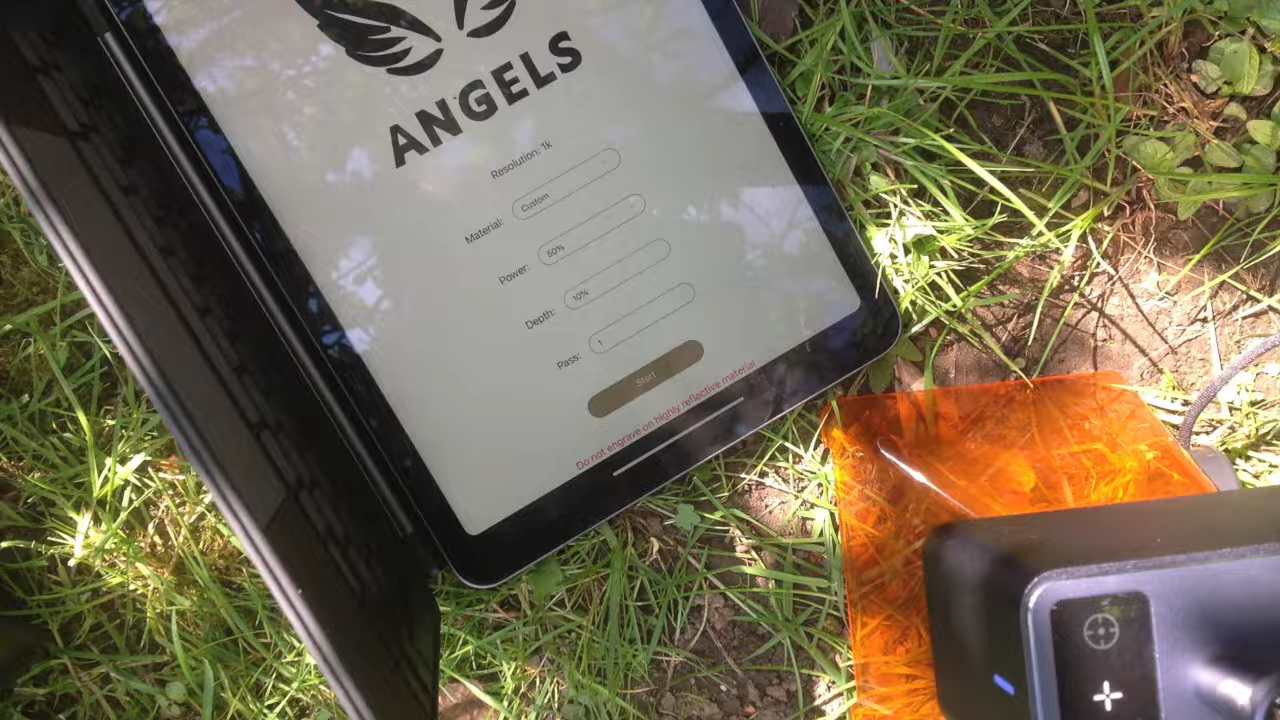 ANGELS
Resolution: 1k
Material: Custom
Power: 50%
Depth: 10%
Pass: 1
Start
Do not engrave on highly reflective material